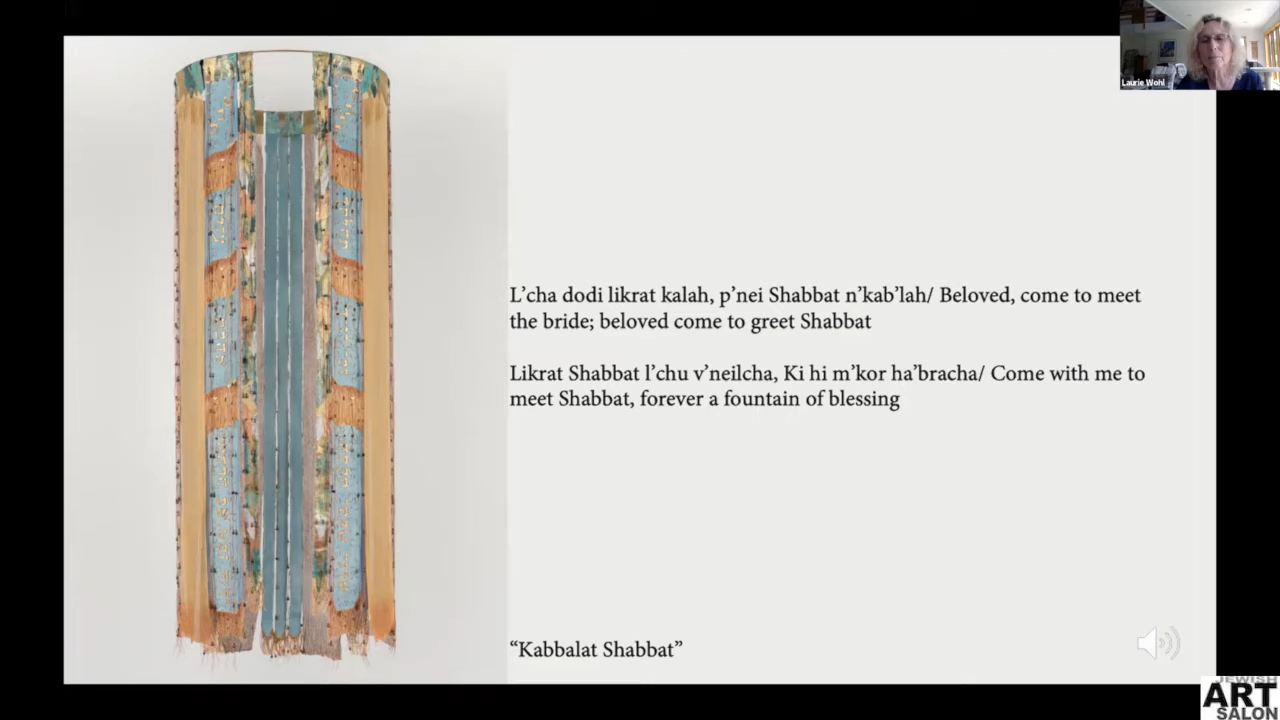 Laurie Wohl
L’cha dodi likrat kalah, p’nei Shabbat n’kab’lah/ Beloved, come to meet
the bride; beloved come to greet Shabbat
Likrat Shabbat l’chu v’neilcha, Ki hi m’kor ha’bracha/ Come with me to
meet Shabbat, forever a fountain of blessing
“Kabbalat Shabbat”
JEWISH
ART
SALON